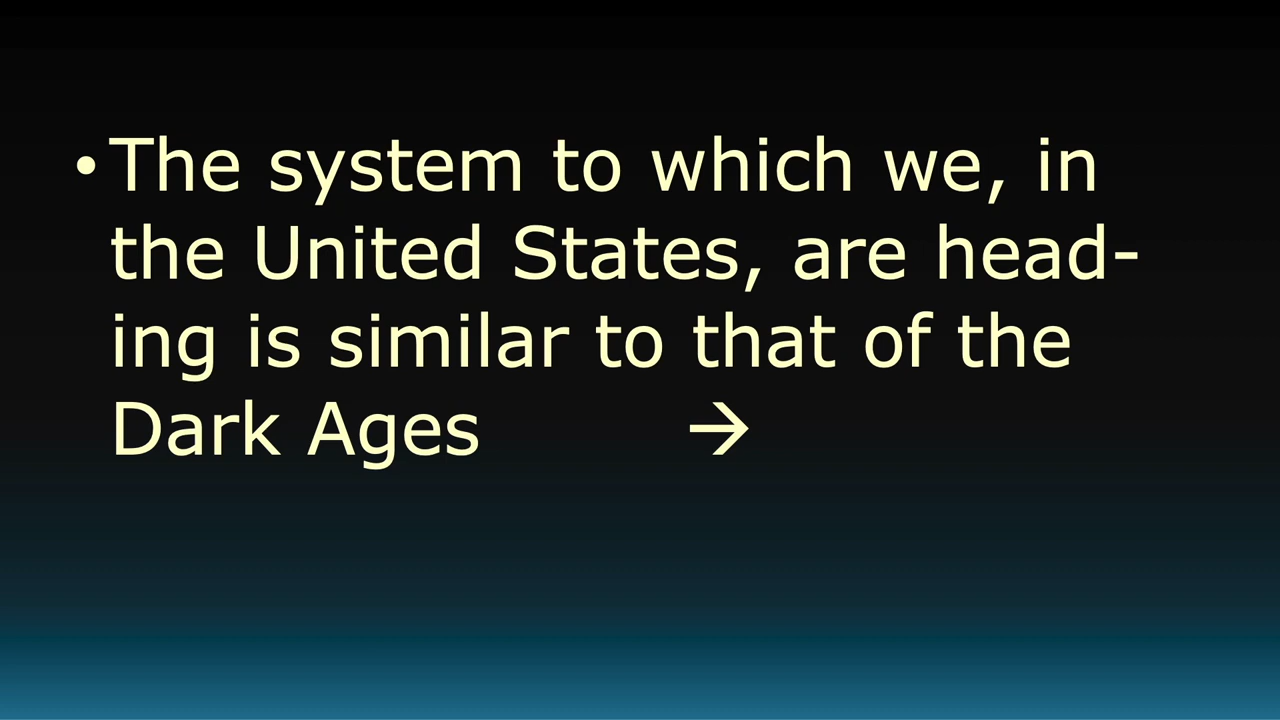 • The system to which we, in
the United States, are head-
ing is similar to that of the
Dark Ages →